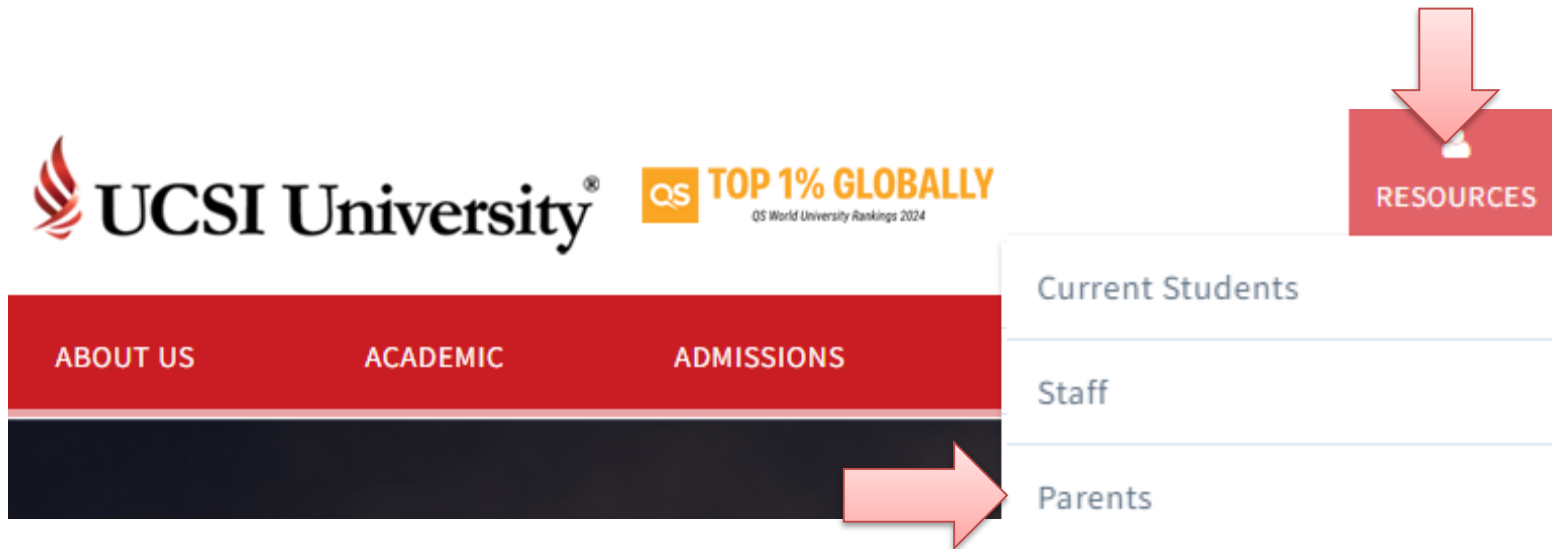 UCSI University®
QS TOP 1% GLOBALLY
QS World University Rankings 2024
RESOURCES
ABOUT US ACADEMIC ADMISSIONS
Current Students
Staff
Parents